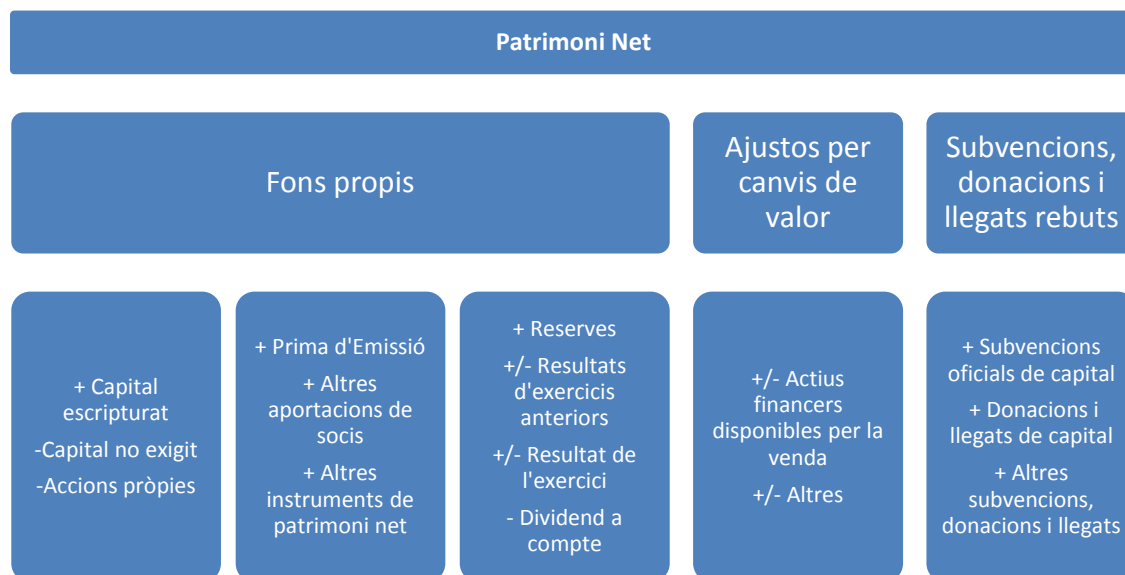 Patrimoni Net
Fons propis
Ajustos per
canvis de
valor
Subvencions,
donacions i
llegats rebuts
+ Capital
escripturat
-Capital no exigit
-Accions pròpies
+ Prima d'Emissió
+ Altres
aportacions de
socis
+ Altres
instruments de
patrimoni net
+ Reserves
+/- Resultats
d'exercicis
anteriors
+/- Resultat de
l'exercici
- Dividend a
compte
+/- Actius
financers
disponibles per la
venda
+/- Altres
+ Subvencions
oficials de capital
+ Donacions i
llegats de capital
+ Altres
subvencions,
donacions i llegats